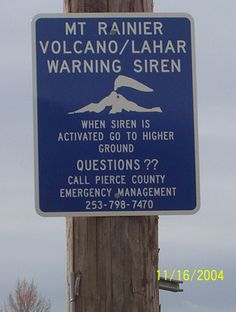 MT RAINIER
VOLCANO/LAHAR
WARNING SIREN
WHEN SIREN IS
ACTIVATED GO TO HIGHER
GROUND
QUESTIONS ??
CALL PIERCE COUNTY
EMERGENCY MANAGEMENT
253-798-7470
11/16/2004